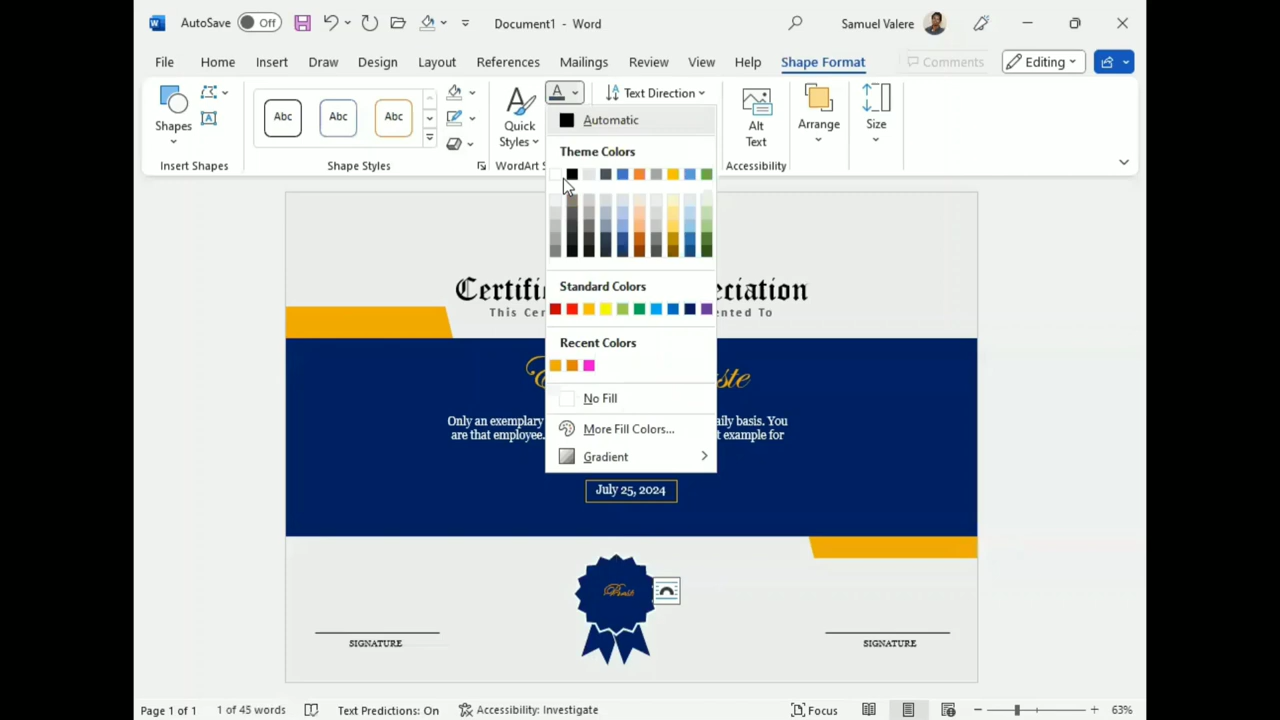 AutoSave Off Document1 - Word Samuel Valere
File Home Insert Draw Design Layout References Mailings Review View Help Shape Format Comments Editing
Shapes
Insert Shapes
Abc Abc Abc
Shape Styles
Quick
Styles
WordArt S
A
Text Direction
Alt
Text
Accessibility
Arrange
Size
Automatic
Theme Colors
Standard Colors
Recent Colors
No Fill
More Fill Colors...
Gradient
Certific
eciation
This Cer
ented To
ste
Only an exemplary
aily basis. You
are that employee.
t example for
July 25, 2024
SIGNATURE
SIGNATURE
Page 1 of 1 1 of 45 words Text Predictions: On Accessibility: Investigate Focus 63%